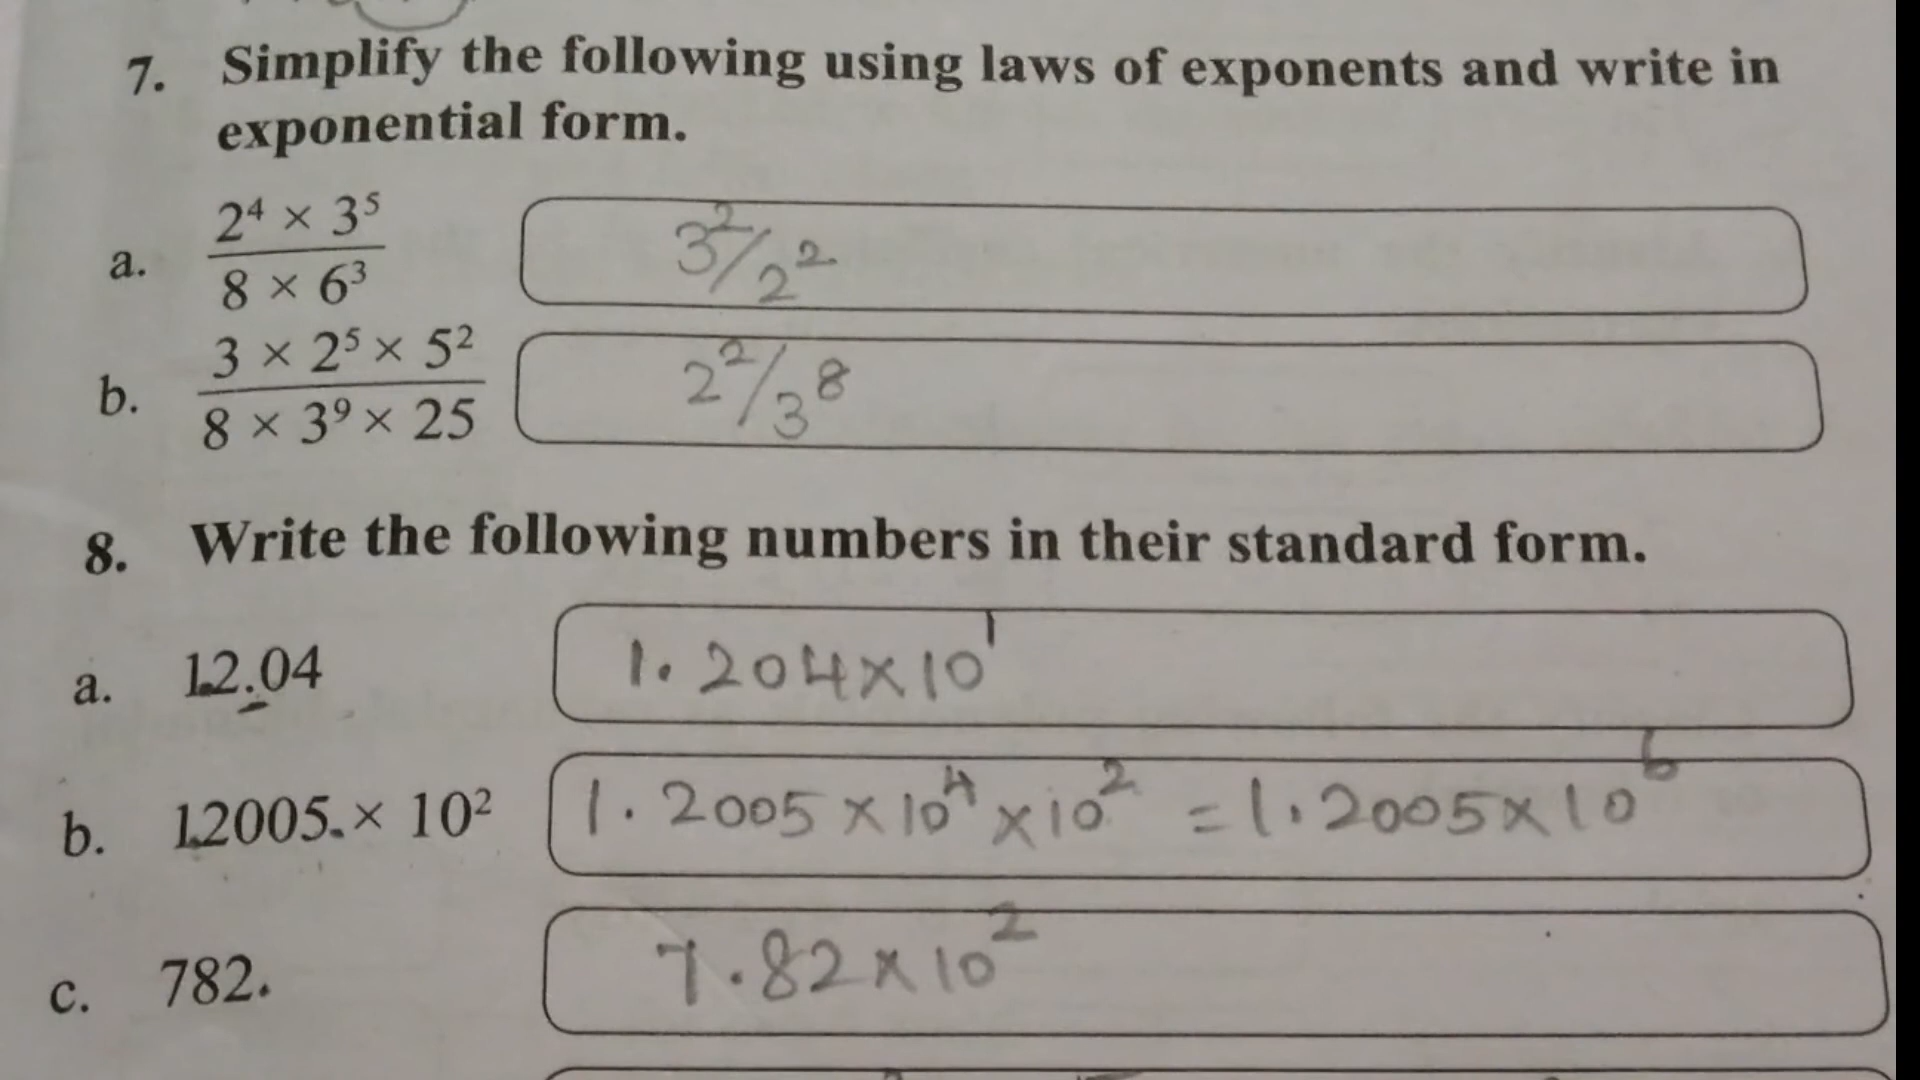 7. Simplify the following using laws of exponents and write in
exponential form.
a. 2⁴ × 3⁵ / 8 × 6³ 3²/2²
b. 3 × 2⁵ × 5² / 8 × 3⁹ × 25 2²/3⁸
8. Write the following numbers in their standard form.
a. 12.04 1.204×10¹
b. 12005.× 10² 1.2005×10⁴×10² = 1.2005×10⁶
c. 782. 7.82×10²